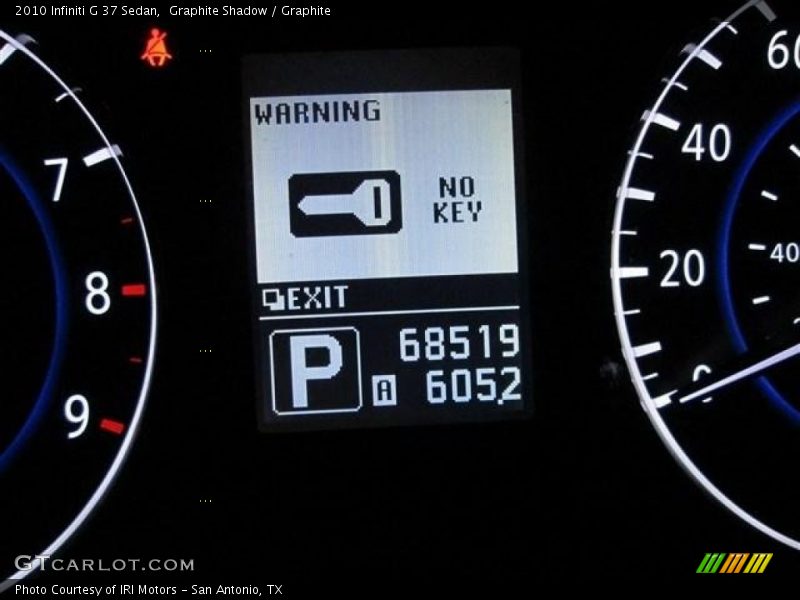 2010 Infiniti G 37 Sedan,  Graphite Shadow / Graphite
WARNING
NO
KEY
EXIT
P
68519
A 605.2
7
8
9
60
40
20
0
40
GTCARLOT.COM
Photo Courtesy of IRI Motors - San Antonio, TX